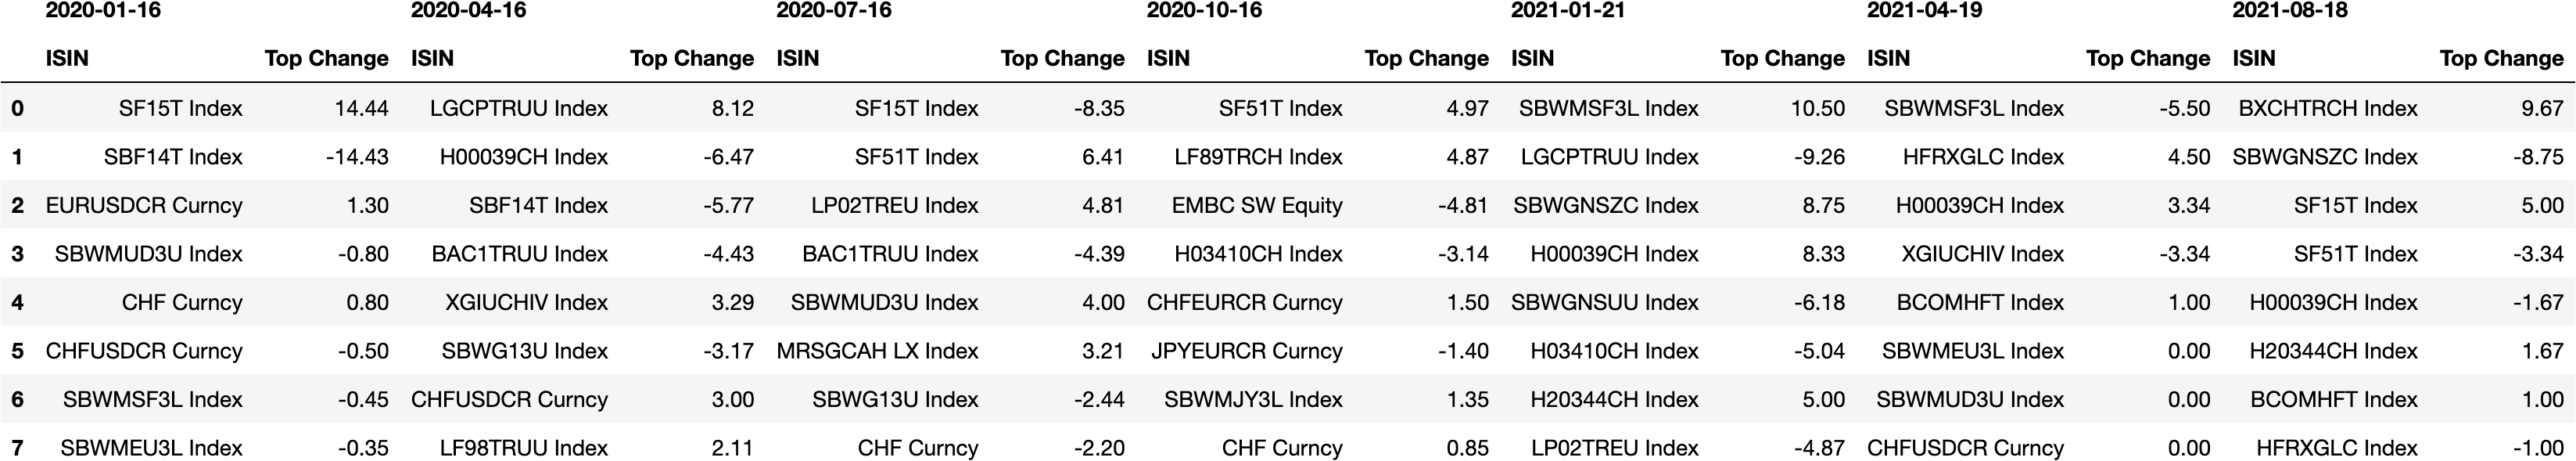 2020-01-16 2020-04-16 2020-07-16 2020-10-16 2021-01-21 2021-04-19 2021-08-18
ISIN Top Change ISIN Top Change ISIN Top Change ISIN Top Change ISIN Top Change ISIN Top Change ISIN Top Change
0 SF15T Index 14.44 LGCPTRUU Index 8.12 SF15T Index -8.35 SF51T Index 4.97 SBWMSF3L Index 10.50 SBWMSF3L Index -5.50 BXCHTRCH Index 9.67
1 SBF14T Index -14.43 H00039CH Index -6.47 SF51T Index 6.41 LF89TRCH Index 4.87 LGCPTRUU Index -9.26 HFRXGLC Index 4.50 SBWGNSZC Index -8.75
2 EURUSDCR Curncy 1.30 SBF14T Index -5.77 LP02TREU Index 4.81 EMBC SW Equity -4.81 SBWGNSZC Index 8.75 H00039CH Index 3.34 SF15T Index 5.00
3 SBWMUD3U Index -0.80 BAC1TRUU Index -4.43 BAC1TRUU Index -4.39 H03410CH Index -3.14 H00039CH Index 8.33 XGIUCHIV Index -3.34 SF51T Index -3.34
4 CHF Curncy 0.80 XGIUCHIV Index 3.29 SBWMUD3U Index 4.00 CHFEURCR Curncy 1.50 SBWGNSUU Index -6.18 BCOMHFT Index 1.00 H00039CH Index -1.67
5 CHFUSDCR Curncy -0.50 SBWG13U Index -3.17 MRSGCAH LX Index 3.21 JPYEURCR Curncy -1.40 H03410CH Index -5.04 SBWMEU3L Index 0.00 H20344CH Index 1.67
6 SBWMSF3L Index -0.45 CHFUSDCR Curncy 3.00 SBWG13U Index -2.44 SBWMJY3L Index 1.35 H20344CH Index 5.00 SBWMUD3U Index 0.00 BCOMHFT Index 1.00
7 SBWMEU3L Index -0.35 LF98TRUU Index 2.11 CHF Curncy -2.20 CHF Curncy 0.85 LP02TREU Index -4.87 CHFUSDCR Curncy 0.00 HFRXGLC Index -1.00